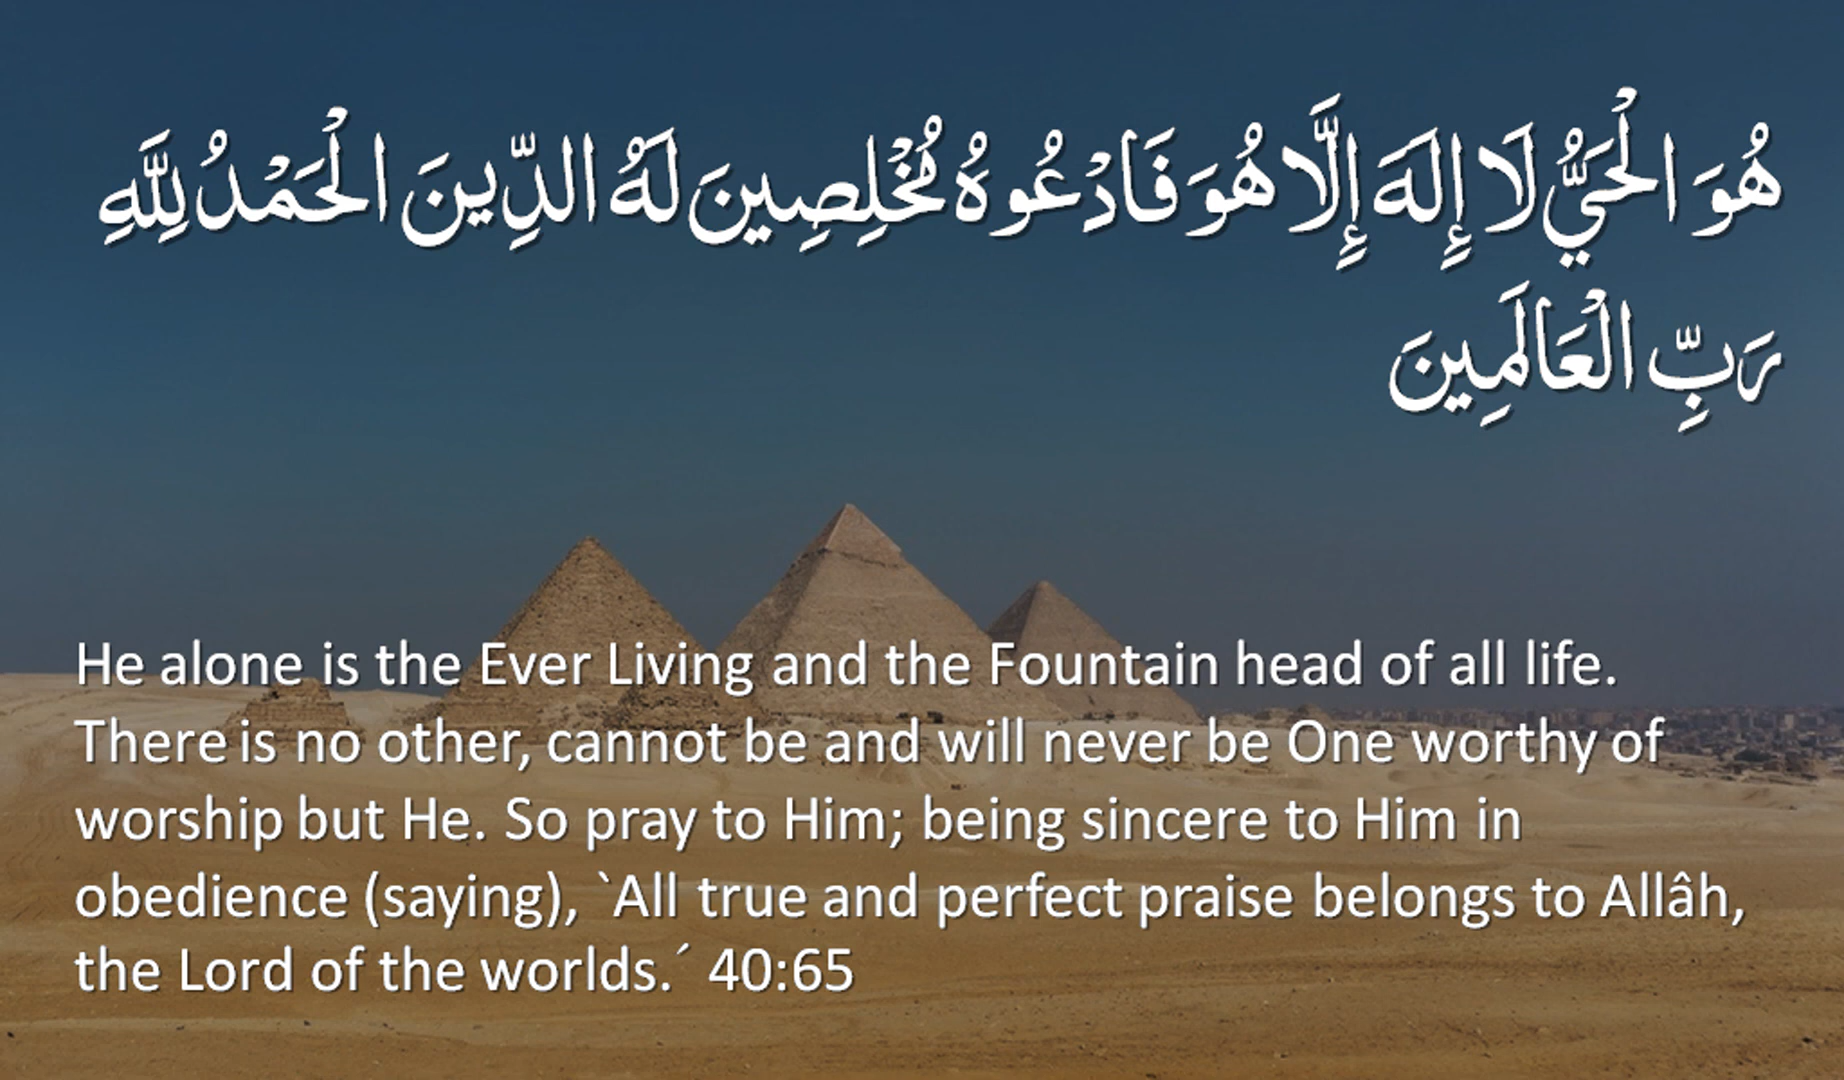 هُوَ الْحَيُّ لَا إِلَهَ إِلَّا هُوَ فَادْعُوهُ مُخْلِصِينَ لَهُ الدِّينَ الْحَمْدُ لِلَّهِ
رَبِّ الْعَالَمِينَ
He alone is the Ever Living and the Fountain head of all life.
There is no other, cannot be and will never be One worthy of
worship but He. So pray to Him; being sincere to Him in
obedience (saying), `All true and perfect praise belongs to Allâh,
the Lord of the worlds.´ 40:65